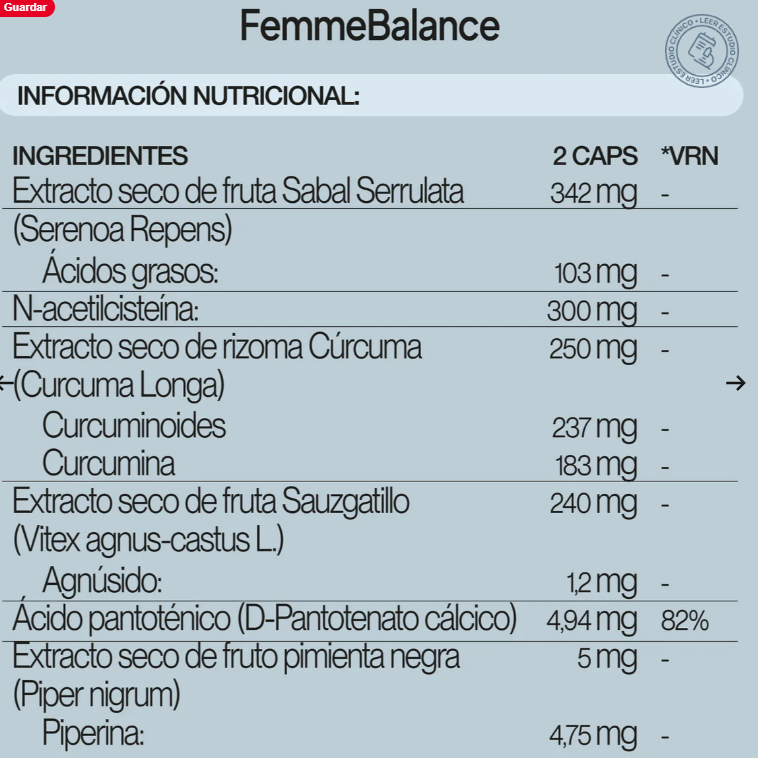 Guardar
FemmeBalance
LEER ESTUDIO CLÍNICO • LEER ESTUDIO CLÍNICO •
INFORMACIÓN NUTRICIONAL:
INGREDIENTES 2 CAPS *VRN
Extracto seco de fruta Sabal Serrulata 342 mg -
(Serenoa Repens)
Ácidos grasos: 103 mg -
N-acetilcisteína: 300 mg -
Extracto seco de rizoma Cúrcuma 250 mg -
(Curcuma Longa)
Curcuminoides 237 mg -
Curcumina 183 mg -
Extracto seco de fruta Sauzgatillo 240 mg -
(Vitex agnus-castus L.)
Agnúsido: 1,2 mg -
Ácido pantoténico (D-Pantotenato cálcico) 4,94 mg 82%
Extracto seco de fruto pimienta negra 5 mg -
(Piper nigrum)
Piperina: 4,75 mg -